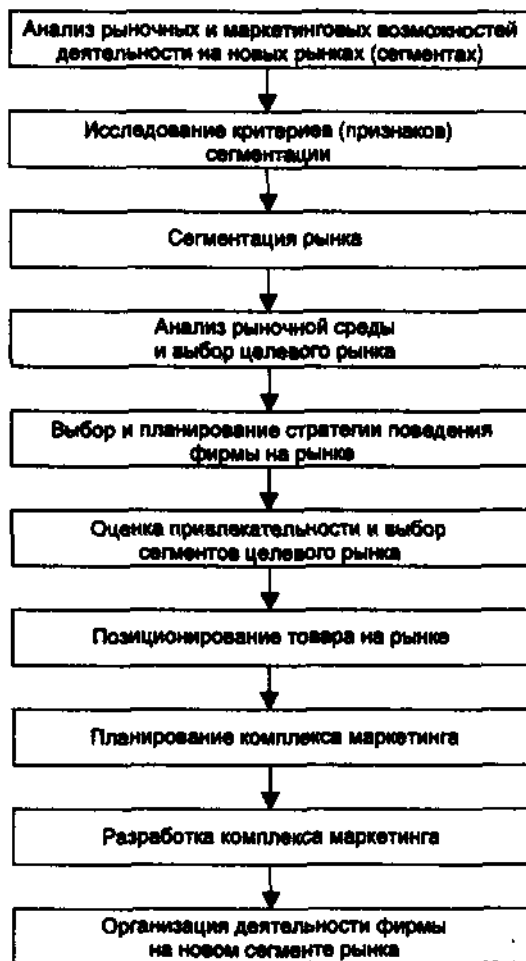 Анализ рыночных и маркетинговых возможностей
деятельности на новых рынках (сегментах)
Исследование критериев (признаков)
сегментации
Сегментация рынка
Анализ рыночной среды
и выбор целевого рынка
Выбор и планирование стратегии поведения
фирмы на рынке
Оценка привлекательности и выбор
сегментов целевого рынка
Позиционирование товара на рынке
Планирование комплекса маркетинга
Разработка комплекса маркетинга
Организация деятельности фирмы
на новом сегменте рынка